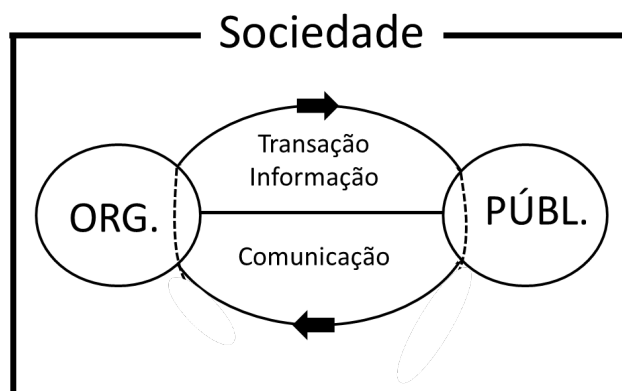 Sociedade
Transação
Informação
ORG.
PÚBL.
Comunicação